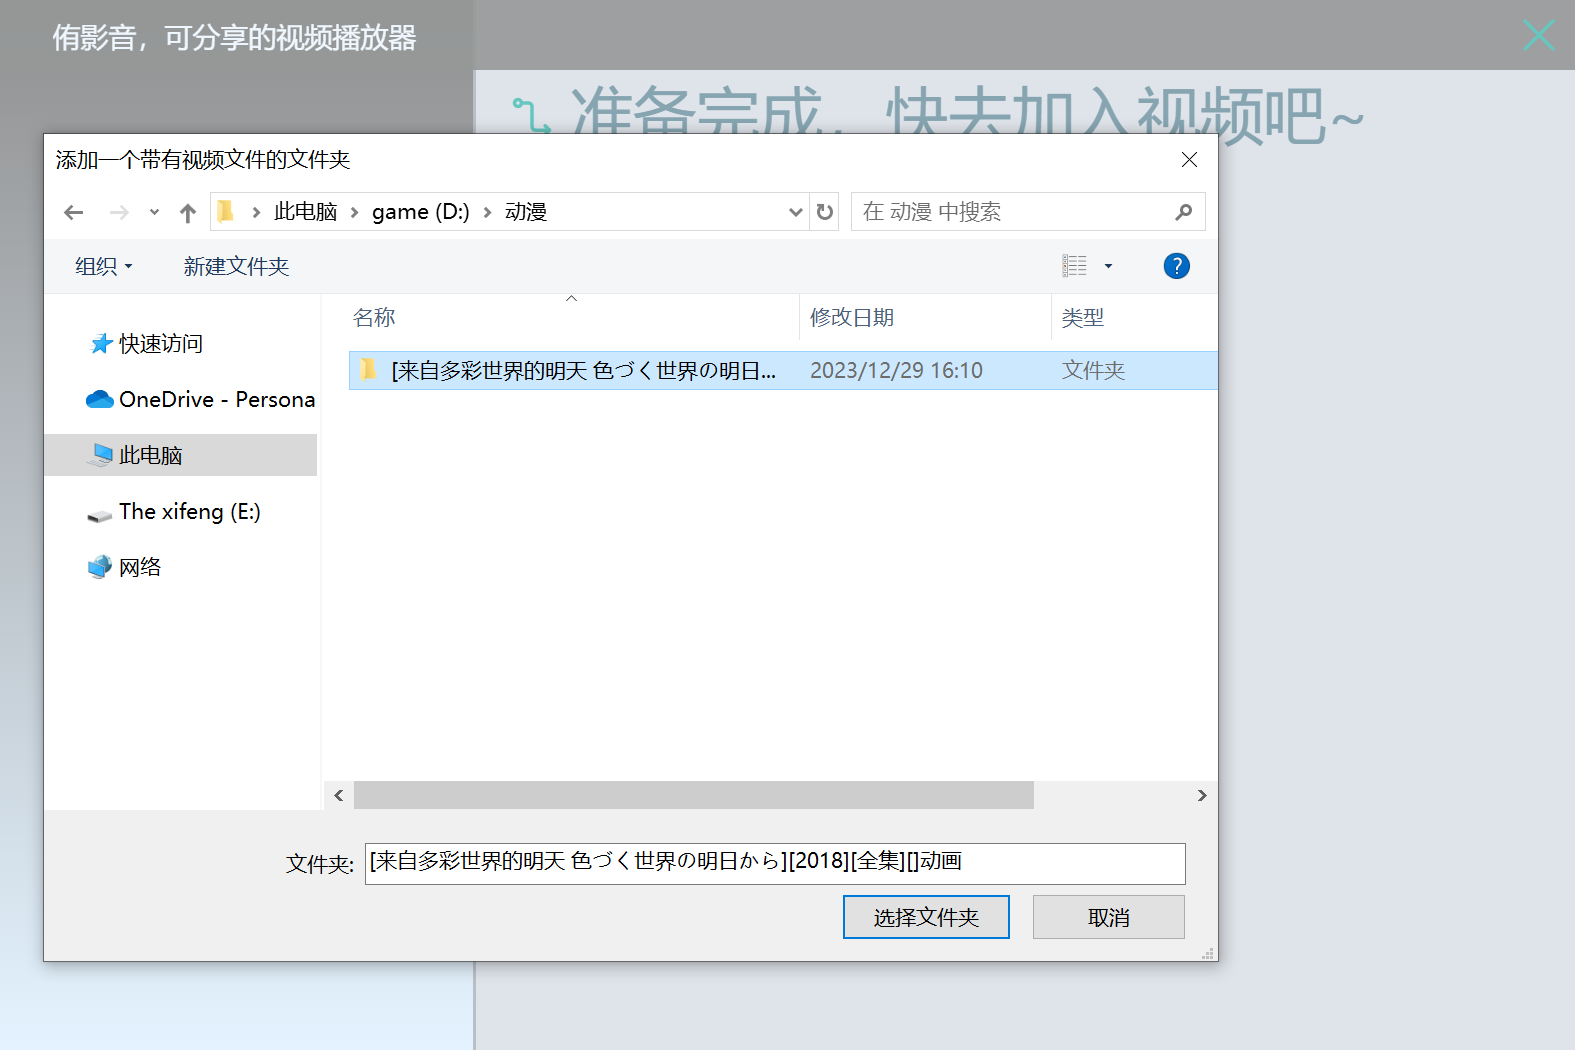 侑影音，可分享的视频播放器
准备完成，快去加入视频吧~
添加一个带有视频文件的文件夹
此电脑 > game (D:) > 动漫
在 动漫 中搜索
组织 新建文件夹
名称 修改日期 类型
快速访问
[来自多彩世界的明天 色づく世界の明日... 2023/12/29 16:10 文件夹
OneDrive - Persona
此电脑
The xifeng (E:)
网络
文件夹: [来自多彩世界的明天 色づく世界の明日から][2018][全集][]动画
选择文件夹 取消